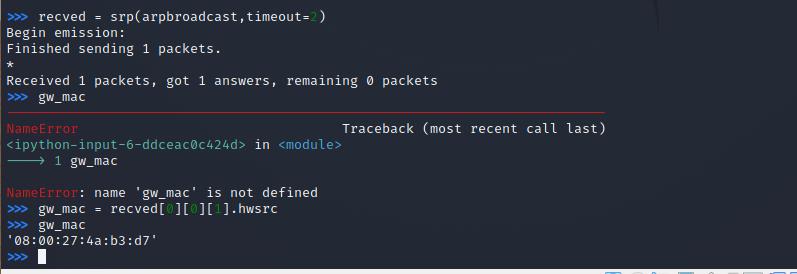 >>> recved = srp(arpbroadcast,timeout=2)
Begin emission:
Finished sending 1 packets.
*
Received 1 packets, got 1 answers, remaining 0 packets
>>> gw_mac
NameError                                 Traceback (most recent call last)
<ipython-input-6-ddceac0c424d> in <module>
----> 1 gw_mac
NameError: name 'gw_mac' is not defined
>>> gw_mac = recved[0][0][1].hwsrc
>>> gw_mac
'08:00:27:4a:b3:d7'
>>>